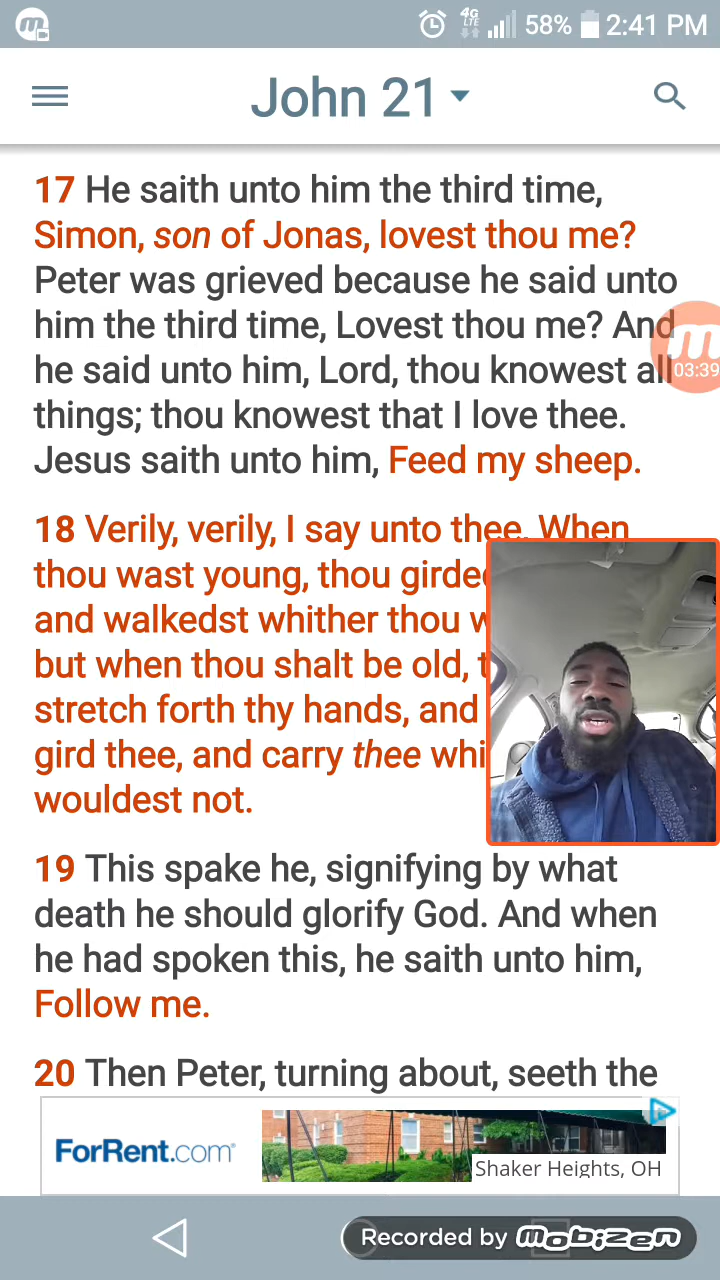 4G
LTE
58%
2:41 PM
John 21
17 He saith unto him the third time,
Simon, son of Jonas, lovest thou me?
Peter was grieved because he said unto
him the third time, Lovest thou me? And
he said unto him, Lord, thou knowest all
03:39
things; thou knowest that I love thee.
Jesus saith unto him, Feed my sheep.
18 Verily, verily, I say unto thee, When
thou wast young, thou
and walkedst whither thou
but when thou shalt be old,
stretch forth thy hands, and
gird thee, and carry thee
wouldest not.
19 This spake he, signifying by what
death he should glorify God. And when
he had spoken this, he saith unto him,
Follow me.
20 Then Peter, turning about, seeth the
ForRent.com
Shaker Heights, OH
Recorded by mobizen